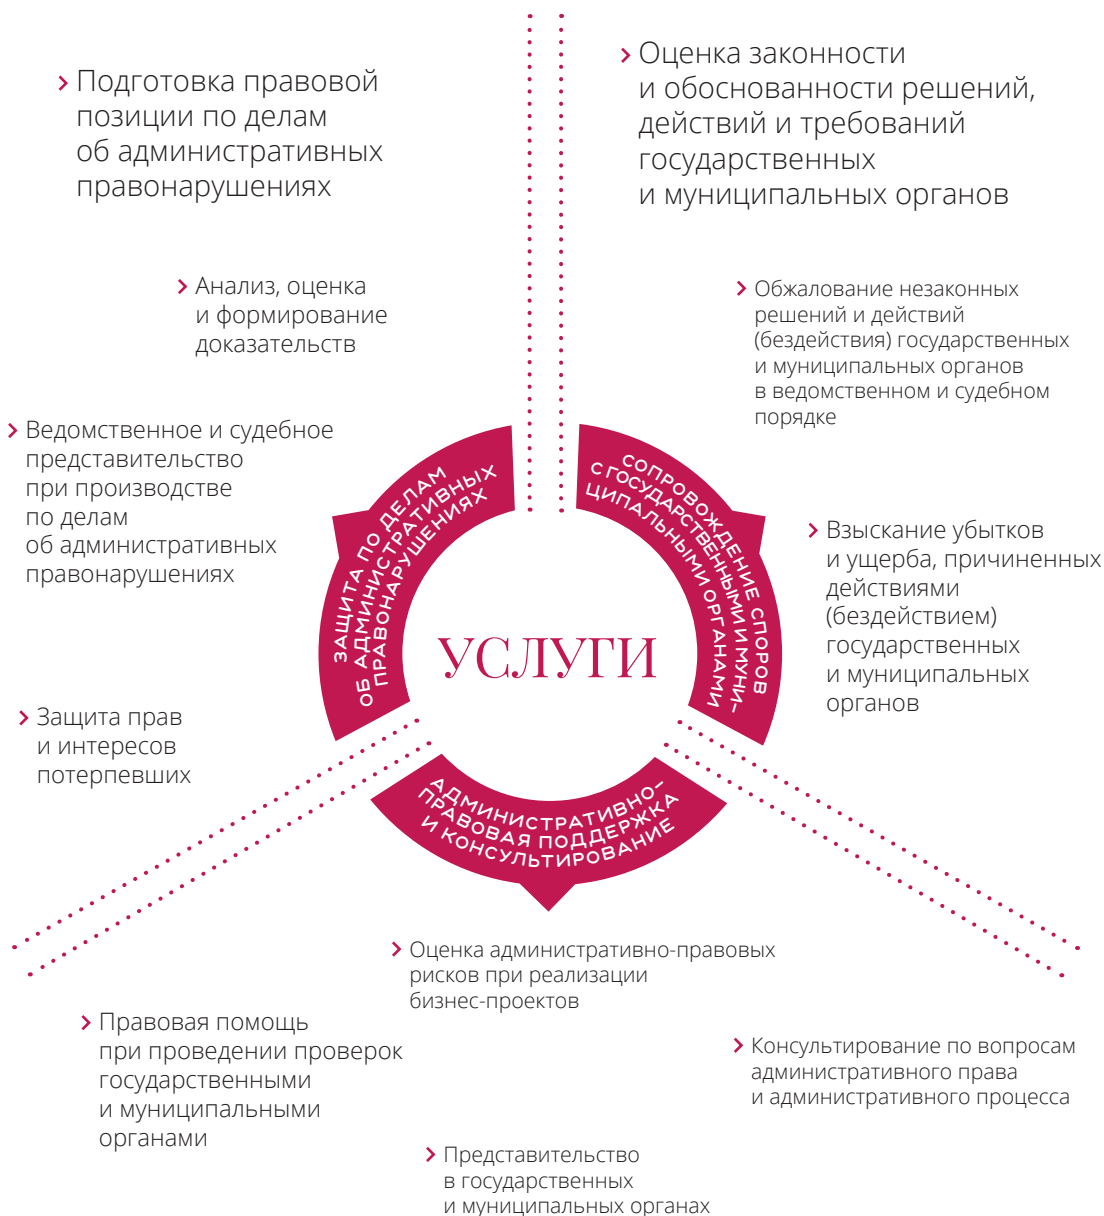 Подготовка правовой
позиции по делам
об административных
правонарушениях
Анализ, оценка
и формирование
доказательств
Ведомственное и судебное
представительство
при производстве
по делам
об административных
правонарушениях
Защита прав
и интересов
потерпевших
Оценка законности
и обоснованности решений,
действий и требований
государственных
и муниципальных органов
Обжалование незаконных
решений и действий
(бездействия) государственных
и муниципальных органов
в ведомственном и судебном
порядке
Взыскание убытков
и ущерба, причиненных
действиями
(бездействием)
государственных
и муниципальных
органов
ЗАЩИТА ПО ДЕЛАМ
ОБ АДМИНИСТРАТИВНЫХ
ПРАВОНАРУШЕНИЯХ
СОПРОВОЖДЕНИЕ СПОРОВ
С ГОСУДАРСТВЕННЫМИ И МУНИ-
ЦИПАЛЬНЫМИ ОРГАНАМИ
УСЛУГИ
АДМИНИСТРАТИВНО-
ПРАВОВАЯ ПОДДЕРЖКА
И КОНСУЛЬТИРОВАНИЕ
Оценка административно-правовых
рисков при реализации
бизнес-проектов
Правовая помощь
при проведении проверок
государственными
и муниципальными
органами
Консультирование по вопросам
административного права
и административного процесса
Представительство
в государственных
и муниципальных органах